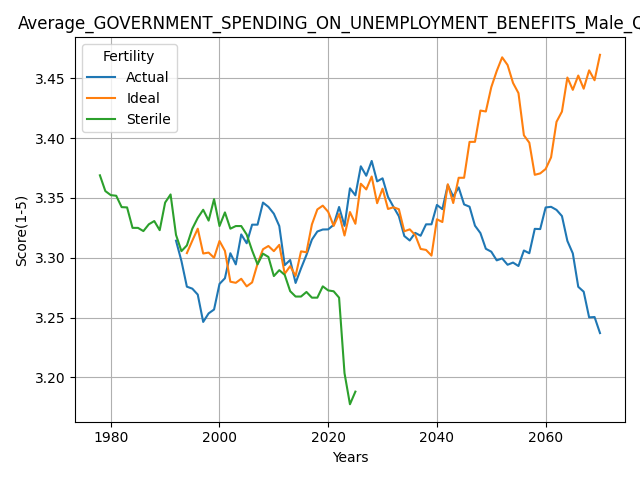 Average_GOVERNMENT_SPENDING_ON_UNEMPLOYMENT_BENEFITS_Male_
Fertility
Actual
Ideal
Sterile
Score(1-5)
3.45
3.40
3.35
3.30
3.25
3.20
1980 2000 2020 2040 2060
Years